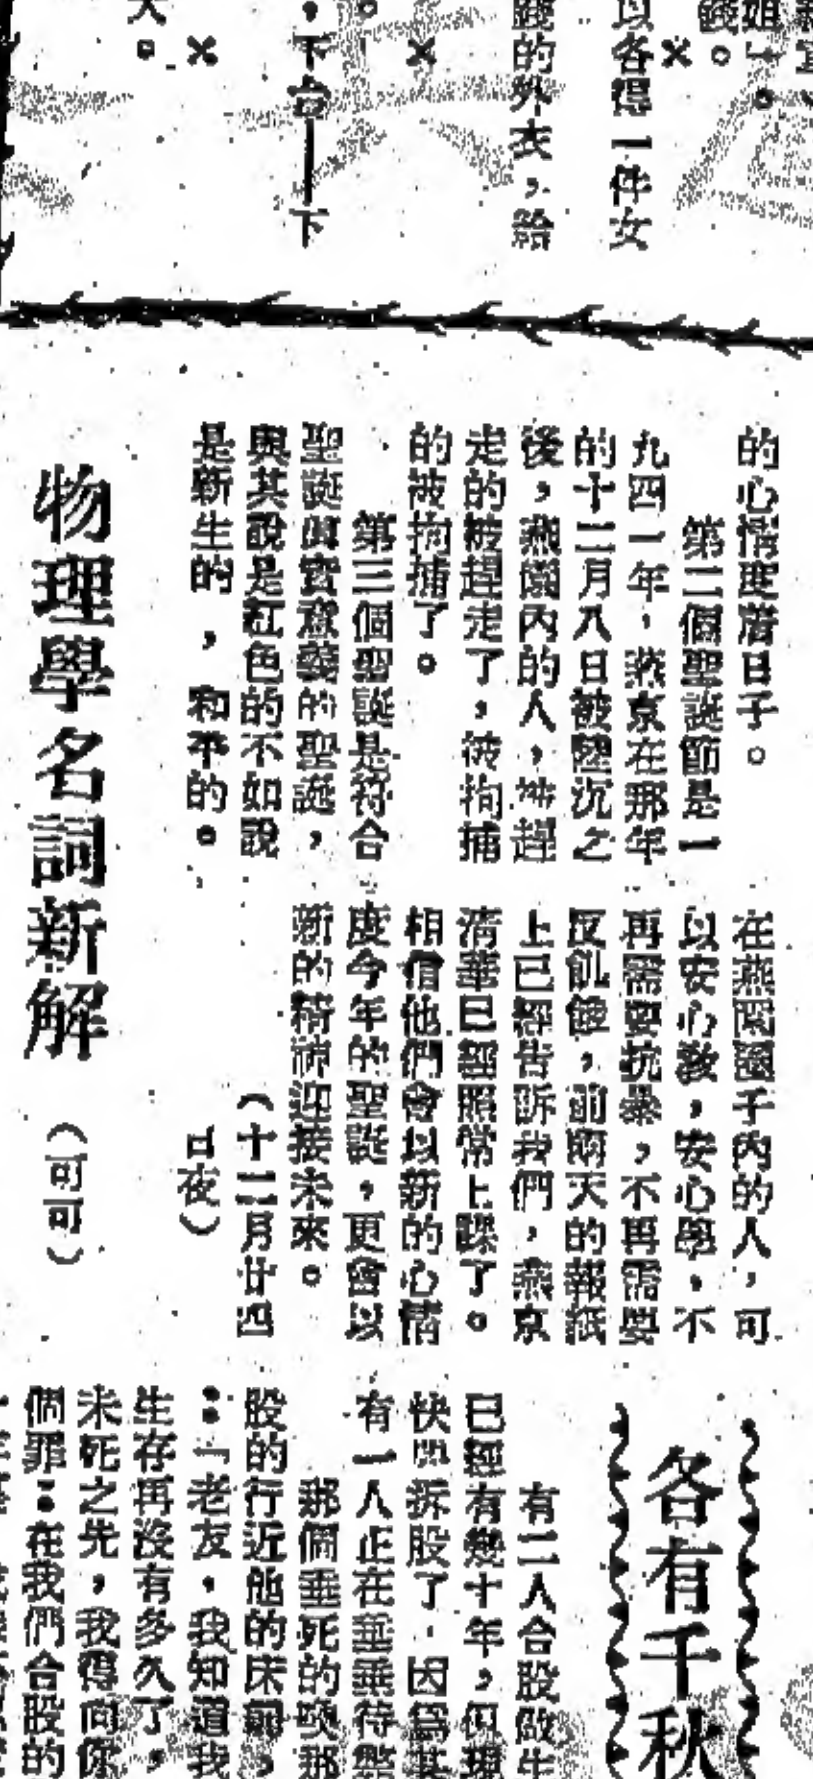 姐一。
錢。
以各得一件女
錢的外衣，給
，下台——下
的心情度着日子。
第二個聖誕節是一
九四一年，燕京在那年
的十二月八日被陸沉之
後，燕園內的人，被趕
走的被趕走了，被拘捕
的被拘捕了。
第三個聖誕是符合
聖誕眞實意義的聖誕，
與其說是紅色的不如說
是新生的，和平的。
在燕園園子內的人，可
以安心教，安心學，不
再需要抗暴，不再需要
反飢餓，前兩天的報紙
上已經告訴我們，燕京
清華已經照常上課了。
相信他們會以新的心情
度今年的聖誕，更會以
新的精神迎接未來。
（十二月廿四
日夜）
物理學名詞新解
（可可）
各有千秋
有二人合股做生
已經有幾十年，但現
快要拆股了，因爲其
有一人正在垂垂待斃
那個垂死的喚那
股的行近他的床前，
：「老友，我知道我
生存再沒有多久了，
未死之先，我得向你
個罪：在我們合股的